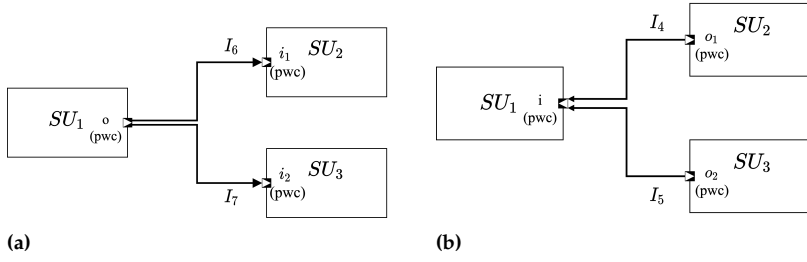 I₆
i₁ SU₂
(pwc)
SU₁ o
(pwc)
i₂ SU₃
(pwc)
I₇
(a)
I₄
o₁ SU₂
(pwc)
SU₁ i
(pwc)
o₂ SU₃
(pwc)
I₅
(b)